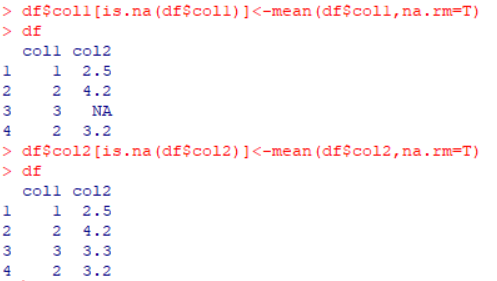 > df$col1[is.na(df$col1)]<-mean(df$col1,na.rm=T)
> df
  col1 col2
1    1  2.5
2    2  4.2
3    3   NA
4    2  3.2
> df$col2[is.na(df$col2)]<-mean(df$col2,na.rm=T)
> df
  col1 col2
1    1  2.5
2    2  4.2
3    3  3.3
4    2  3.2